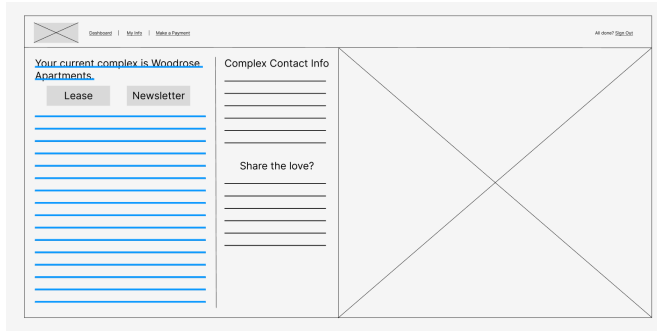 Dashboard | My Info | Make a Payment
All done? Sign Out
Your current complex is Woodrose
Apartments.
Lease
Newsletter
Complex Contact Info
Share the love?